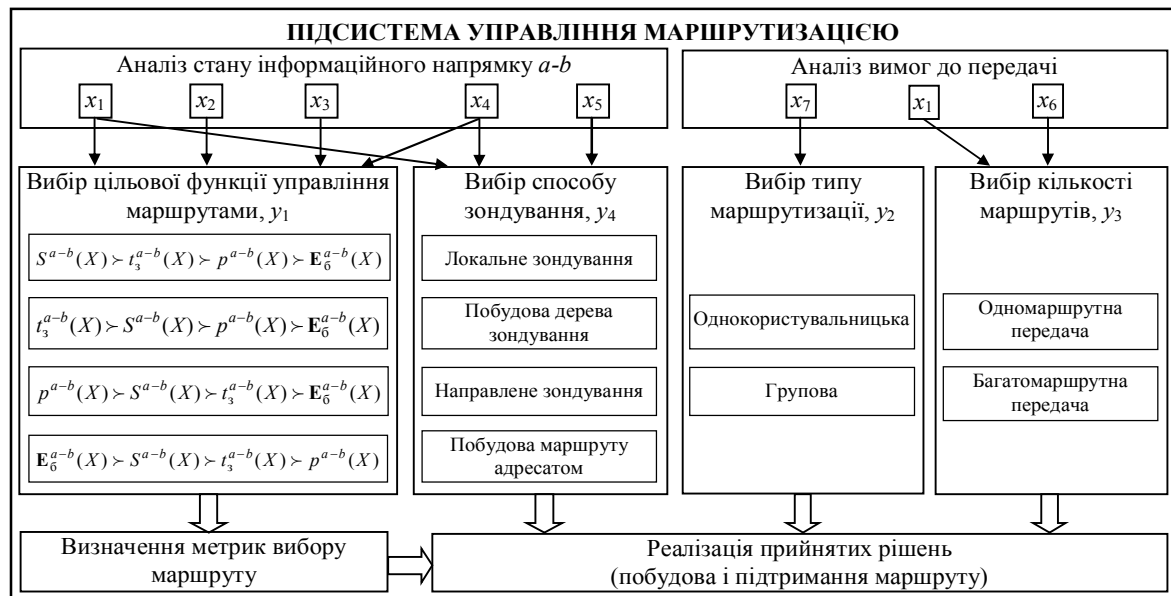 ПІДСИСТЕМА УПРАВЛІННЯ МАРШРУТИЗАЦІЄЮ
Аналіз стану інформаційного напрямку a-b
x₁
x₂
x₃
x₄
x₅
Аналіз вимог до передачі
x₇
x₁
x₆
Вибір цільової функції управління
маршрутами, y₁
S^{a−b}(X) ≻ t_з^{a−b}(X) ≻ p^{a−b}(X) ≻ E_б^{a−b}(X)
t_з^{a−b}(X) ≻ S^{a−b}(X) ≻ p^{a−b}(X) ≻ E_б^{a−b}(X)
p^{a−b}(X) ≻ S^{a−b}(X) ≻ t_з^{a−b}(X) ≻ E_б^{a−b}(X)
E_б^{a−b}(X) ≻ S^{a−b}(X) ≻ t_з^{a−b}(X) ≻ p^{a−b}(X)
Вибір способу
зондування, y₄
Локальне зондування
Побудова дерева
зондування
Направлене зондування
Побудова маршруту
адресатом
Вибір типу
маршрутизації, y₂
Однокористувальницька
Групова
Вибір кількості
маршрутів, y₃
Одномаршрутна
передача
Багатомаршрутна
передача
Визначення метрик вибору
маршруту
Реалізація прийнятих рішень
(побудова і підтримання маршруту)